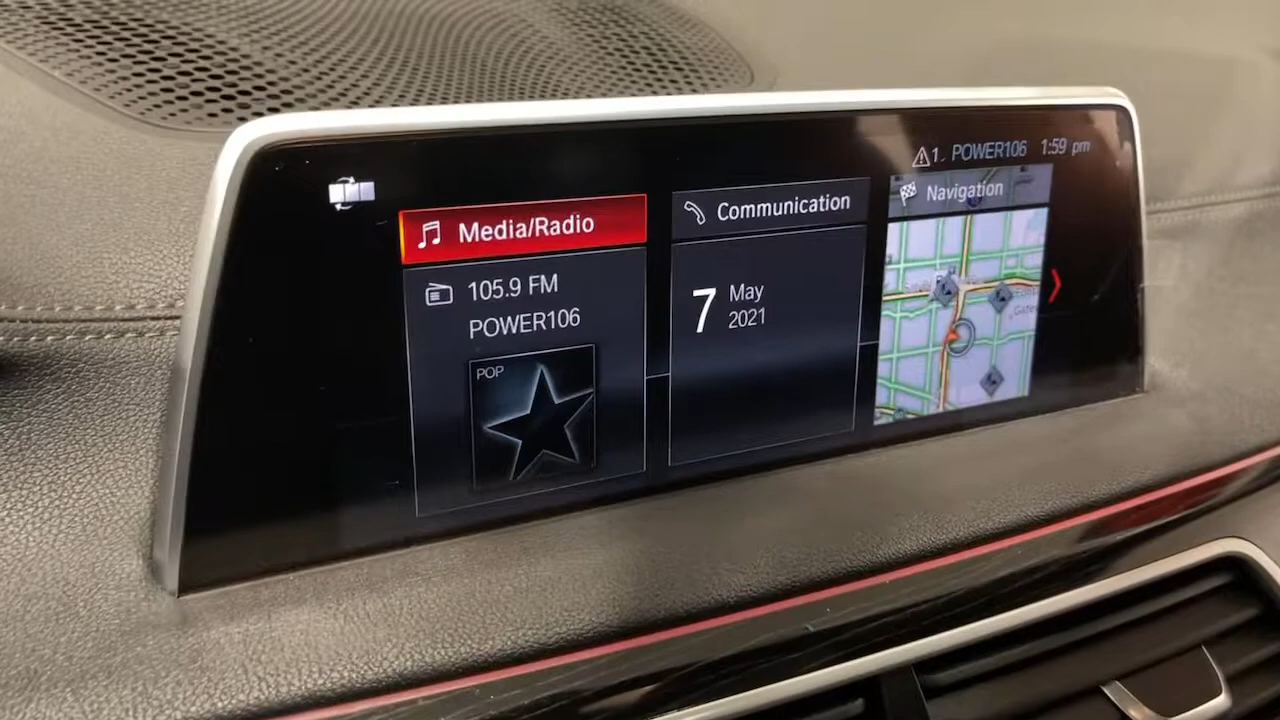 1 POWER106 1:59 pm
Media/Radio
105.9 FM
POWER106
POP
Communication
7 May
2021
Navigation